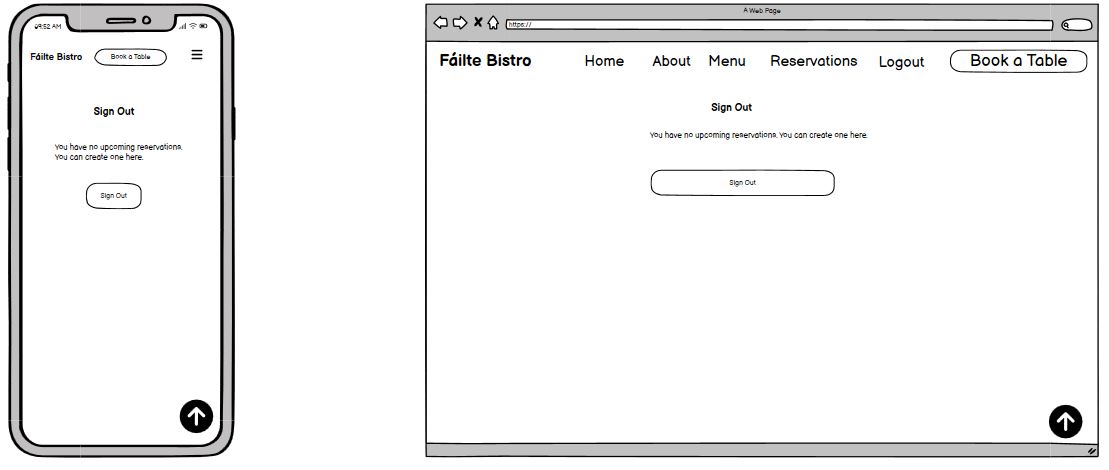 09:52 AM
Fáilte Bistro
Book a Table
Sign Out
You have no upcoming reservations.
You can create one here.
Sign Out
A Web Page
https://
Fáilte Bistro
Home
About
Menu
Reservations
Logout
Book a Table
Sign Out
You have no upcoming reservations. You can create one here.
Sign Out